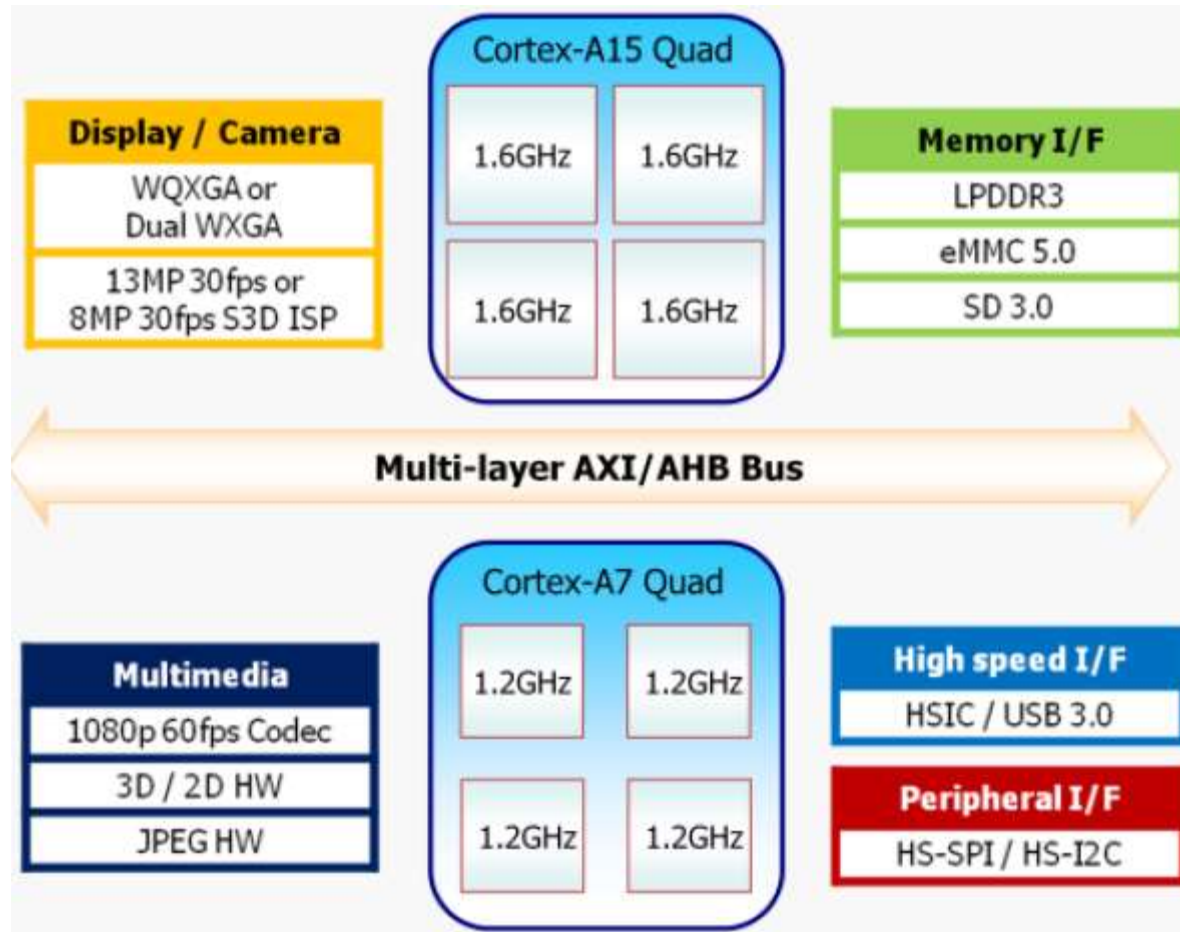 Cortex-A15 Quad
1.6GHz 1.6GHz
1.6GHz 1.6GHz
Display / Camera
WQXGA or
Dual WXGA
13MP 30fps or
8MP 30fps S3D ISP
Memory I/F
LPDDR3
eMMC 5.0
SD 3.0
Multi-layer AXI/AHB Bus
Cortex-A7 Quad
1.2GHz 1.2GHz
1.2GHz 1.2GHz
Multimedia
1080p 60fps Codec
3D / 2D HW
JPEG HW
High speed I/F
HSIC / USB 3.0
Peripheral I/F
HS-SPI / HS-I2C